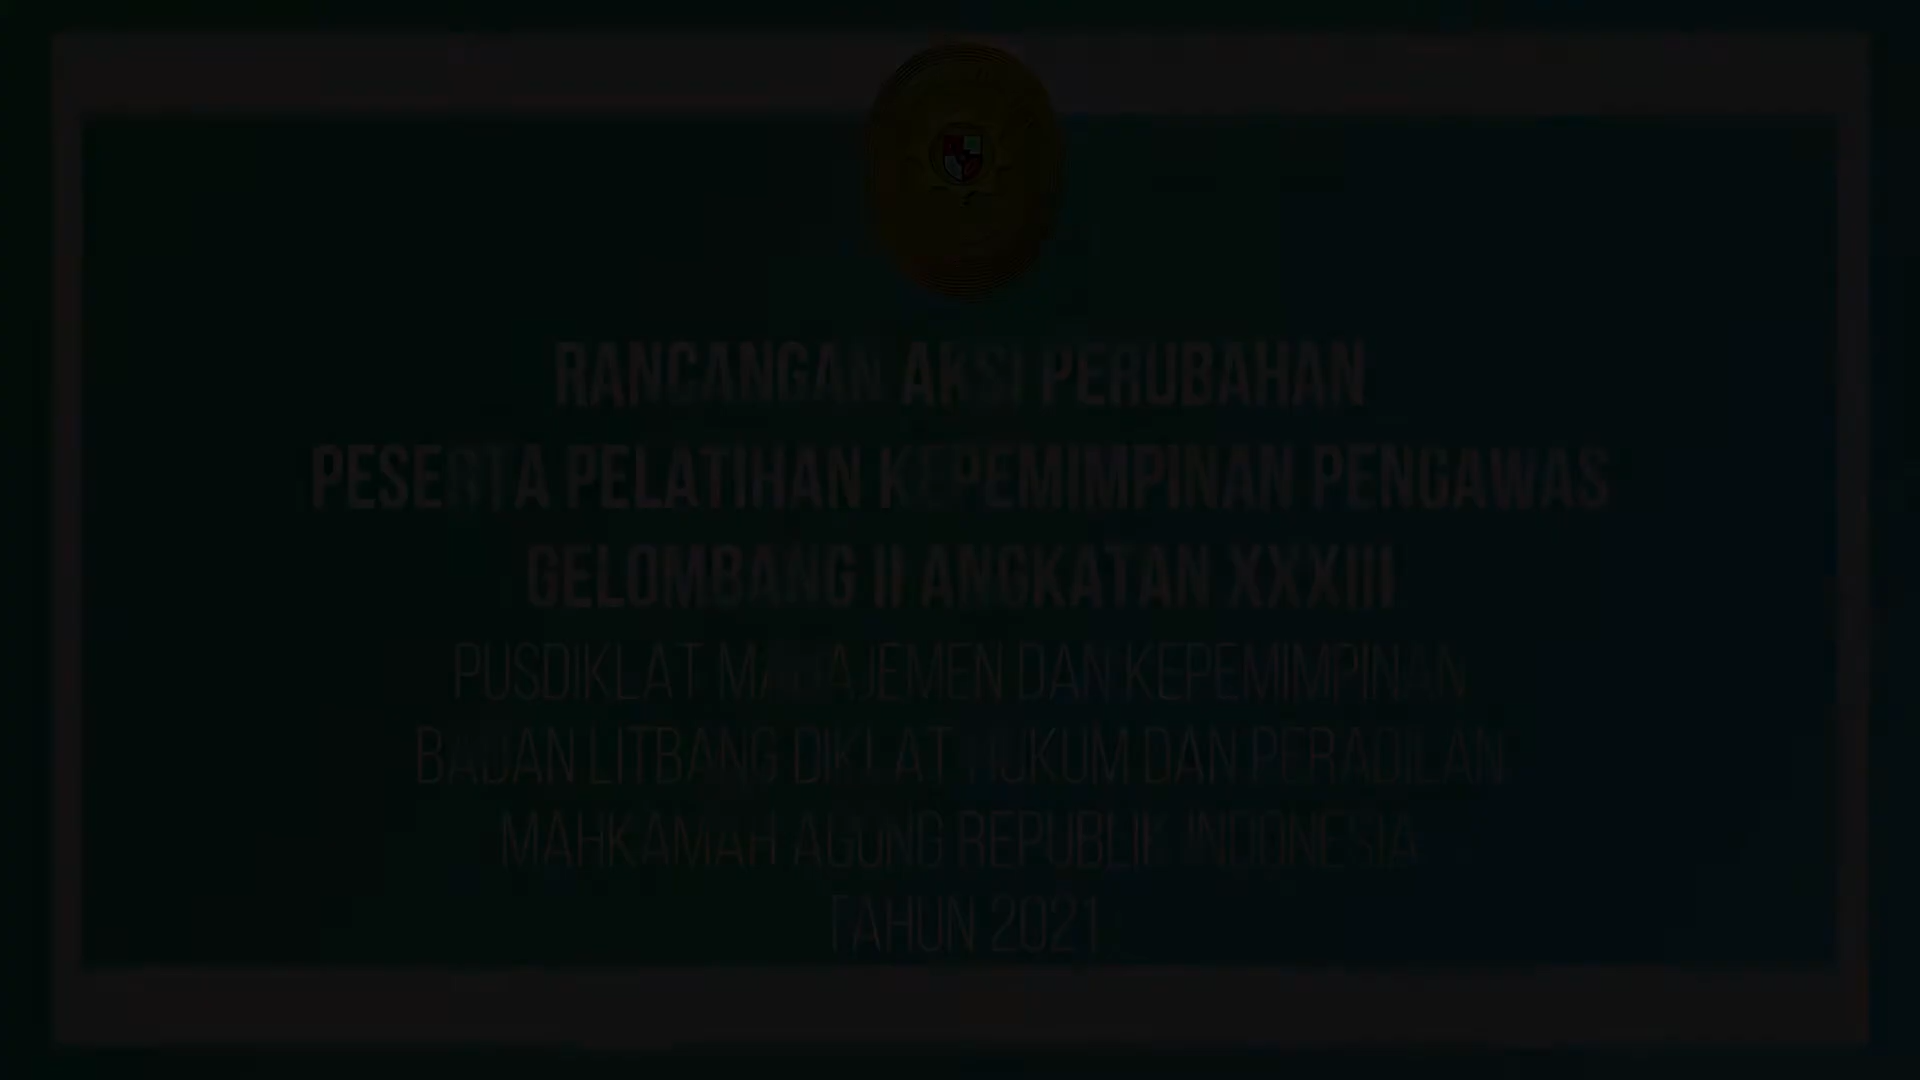 RANCANGAN AKSI PERUBAHAN
PESERTA PELATIHAN KEPEMIMPINAN PENGAWAS
GELOMBANG II ANGKATAN XXXIII
PUSDIKLAT MANAJEMEN DAN KEPEMIMPINAN
BADAN LITBANG DIKLAT HUKUM DAN PERADILAN
MAHKAMAH AGUNG REPUBLIK INDONESIA
TAHUN 2021